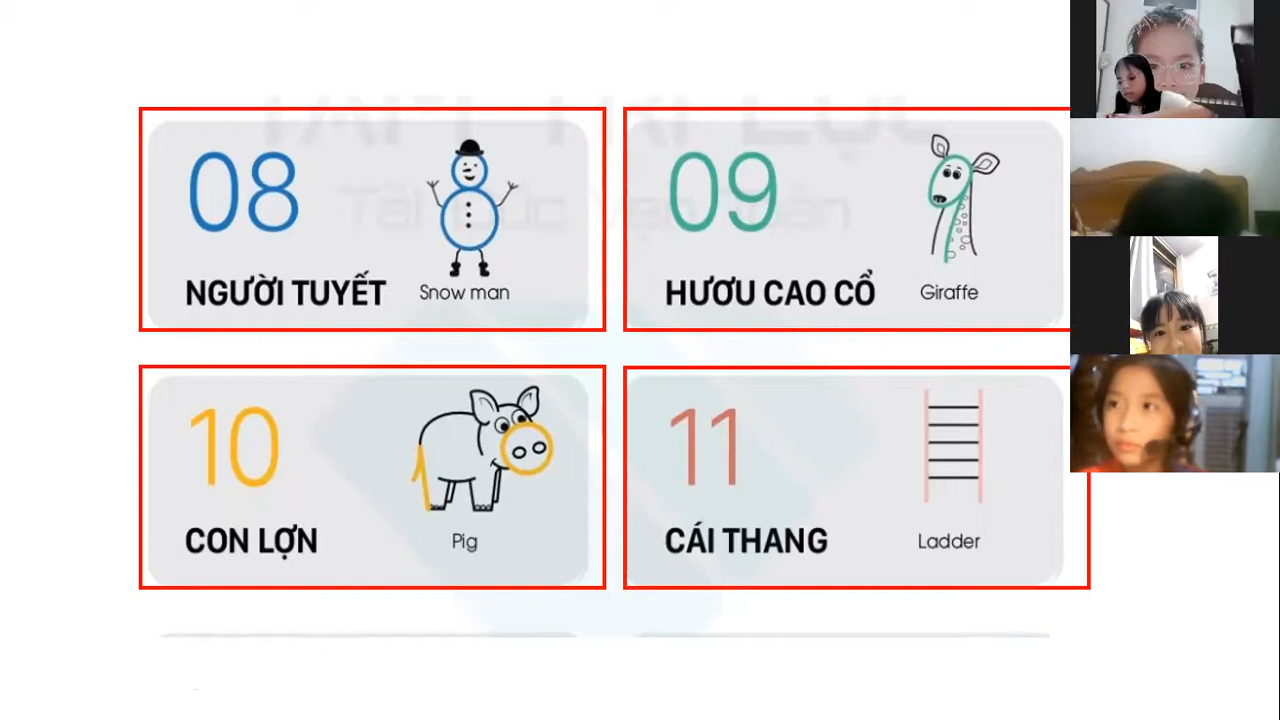 08
NGƯỜI TUYẾT
Snow man
09
HƯƠU CAO CỔ
Giraffe
10
CON LỢN
Pig
11
CÁI THANG
Ladder